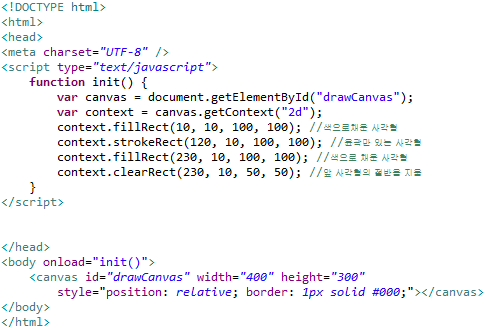 <!DOCTYPE html>
<html>
<head>
<meta charset="UTF-8" />
<script type="text/javascript">
function init() {
var canvas = document.getElementById("drawCanvas");
var context = canvas.getContext("2d");
context.fillRect(10, 10, 100, 100); //색으로채운 사각형
context.strokeRect(120, 10, 100, 100); //윤곽만 있는 사각형
context.fillRect(230, 10, 100, 100); //색으로 채운 사각형
context.clearRect(230, 10, 50, 50); //앞 사각형의 절반을 지움
}
</script>
</head>
<body onload="init()">
<canvas id="drawCanvas" width="400" height="300"
style="position: relative; border: 1px solid #000;"></canvas>
</body>
</html>